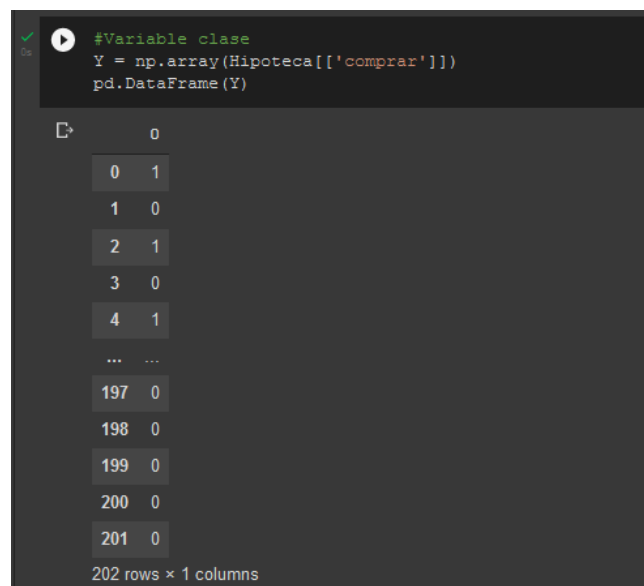 #Variable clase
0s
Y = np.array(Hipoteca[['comprar']])
pd.DataFrame(Y)
0
0 1
1 0
2 1
3 0
4 1
... ...
197 0
198 0
199 0
200 0
201 0
202 rows × 1 columns